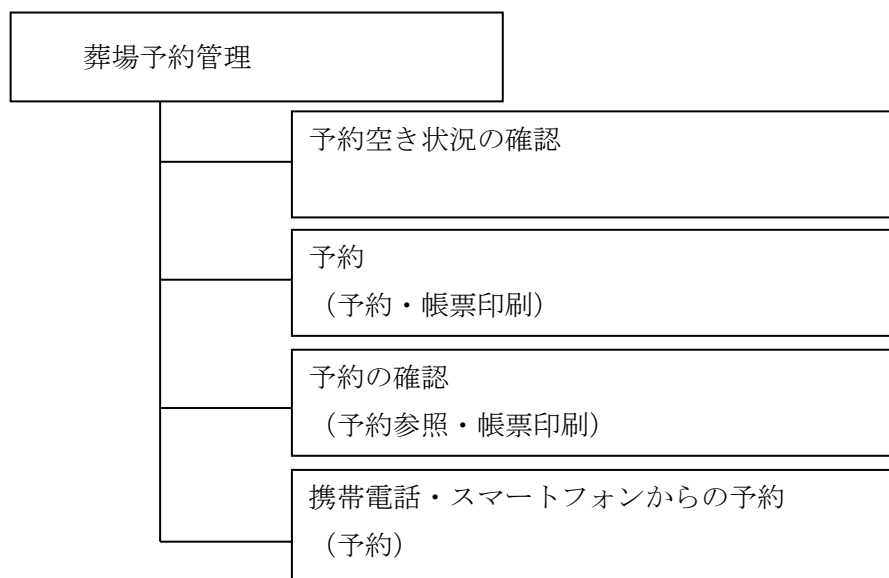 葬場予約管理
予約空き状況の確認
予約
（予約・帳票印刷）
予約の確認
（予約参照・帳票印刷）
携帯電話・スマートフォンからの予約
（予約）